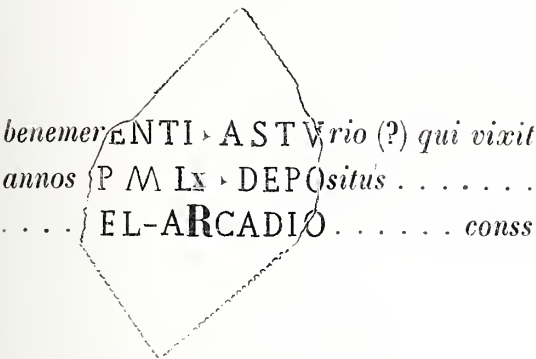 benemerENTI ▸ ASTVrio (?) qui vixit
annos P M Lx ▸ DEPOsitus . . . . . . .
. . . . EL-ARCADIO . . . . . . . conss